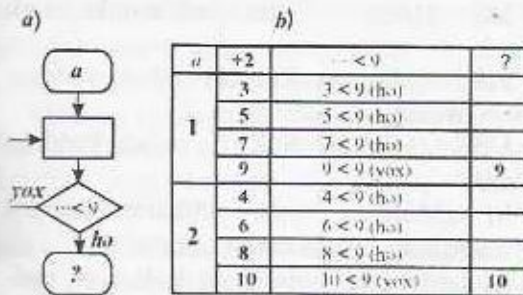 a) b)
a
yox
··· < 9
hə
?
a +2 ··· < 9 ?
1
3 3 < 9 (hə)
5 5 < 9 (hə)
7 7 < 9 (hə)
9 9 < 9 (yox) 9
2
4 4 < 9 (hə)
6 6 < 9 (hə)
8 8 < 9 (hə)
10 10 < 9 (yox) 10